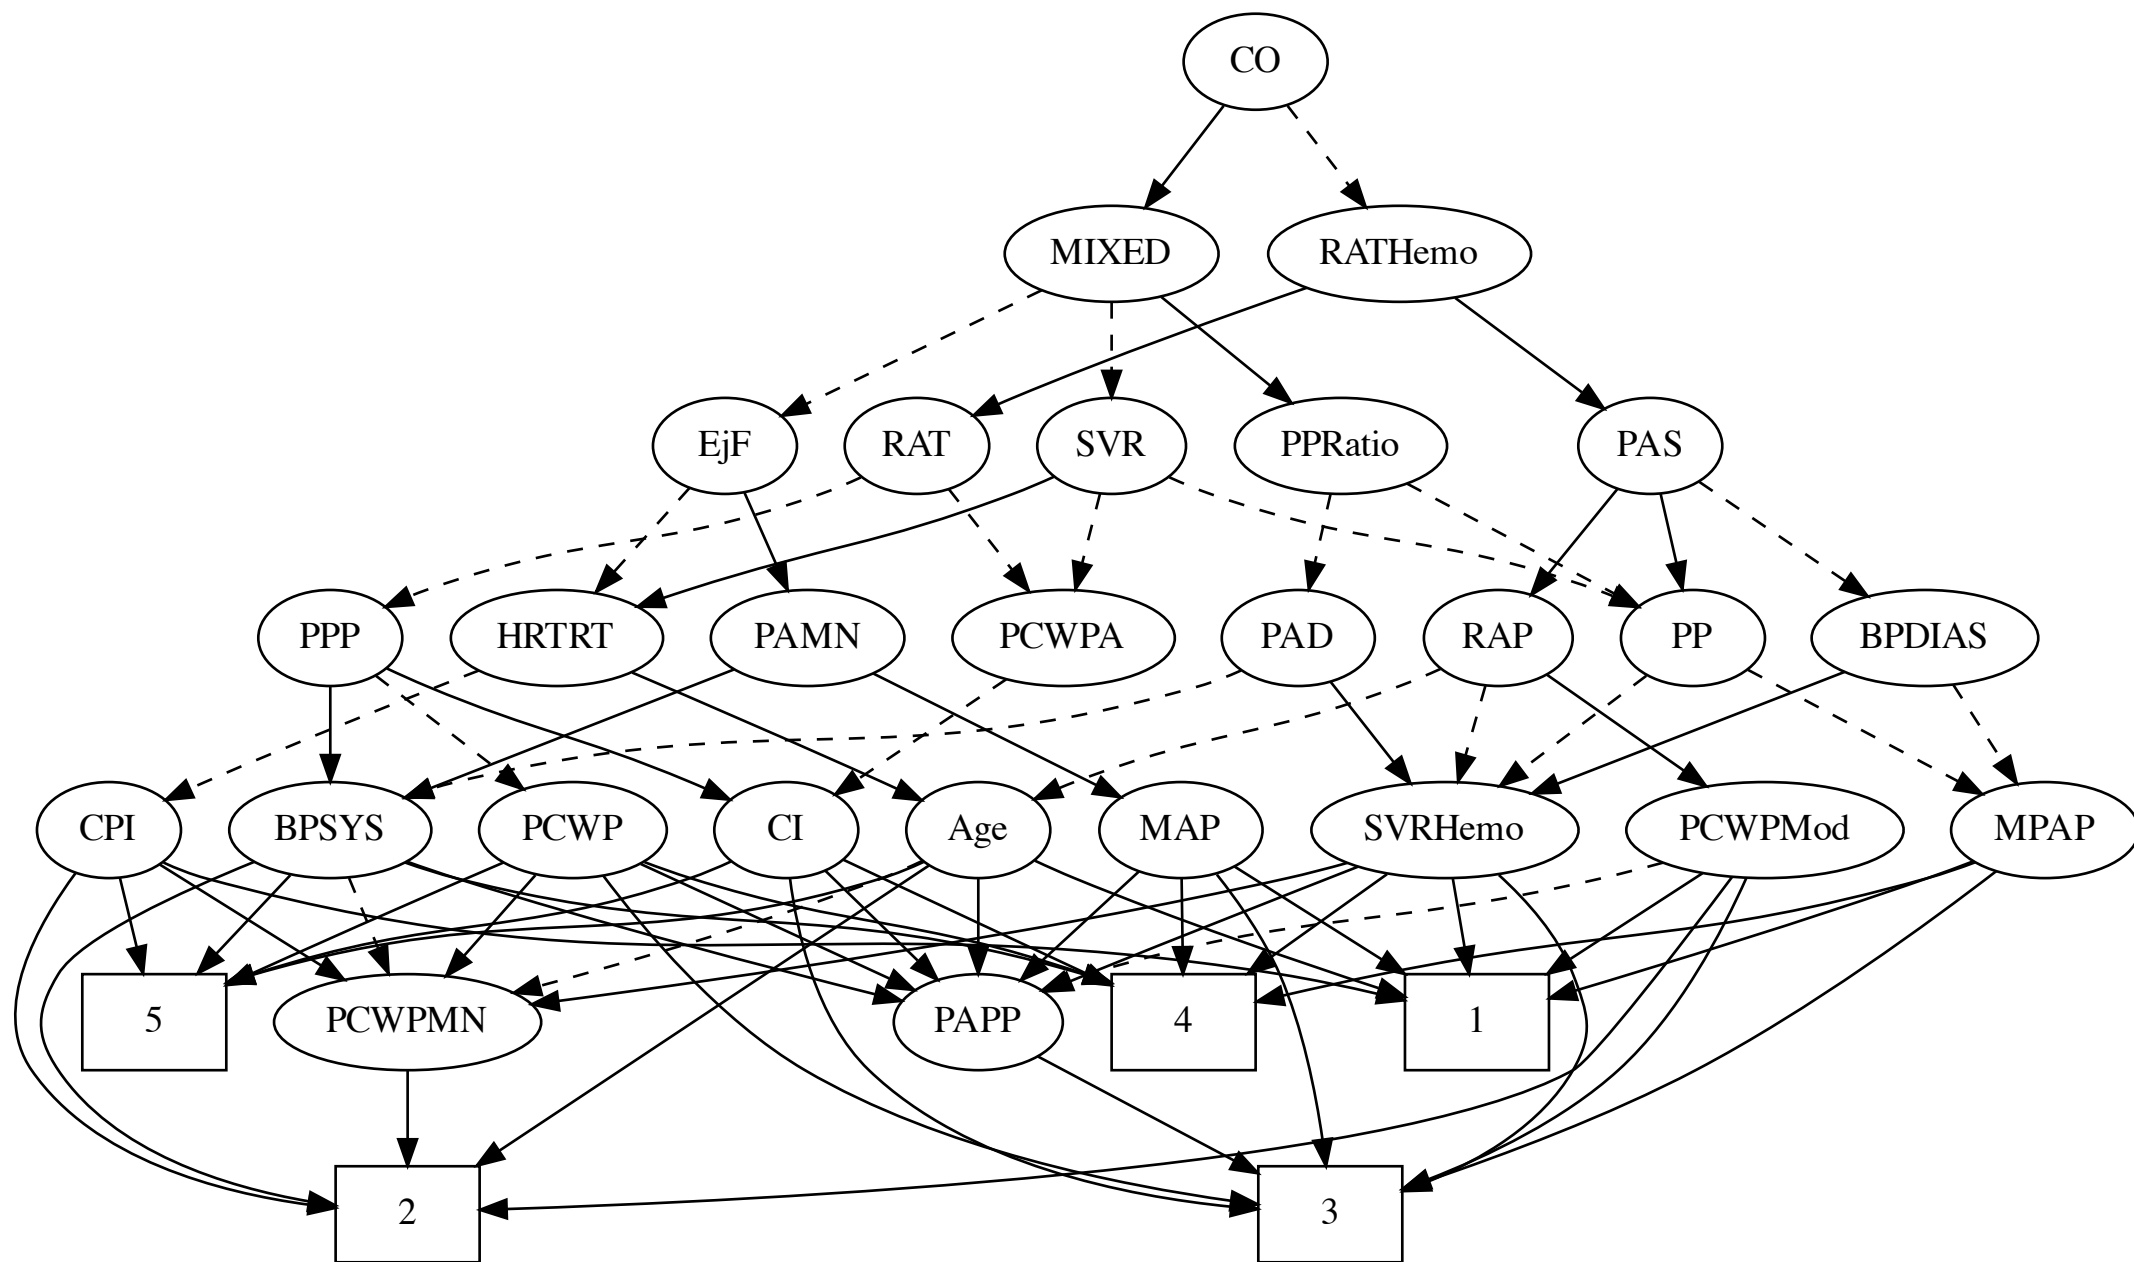 CO
MIXED
RATHemo
EjF
RAT
SVR
PPRatio
PAS
PPP
HRTRT
PAMN
PCWPA
PAD
RAP
PP
BPDIAS
CPI
BPSYS
PCWP
CI
Age
MAP
SVRHemo
PCWPMod
MPAP
5
PCWPMN
PAPP
4
1
2
3